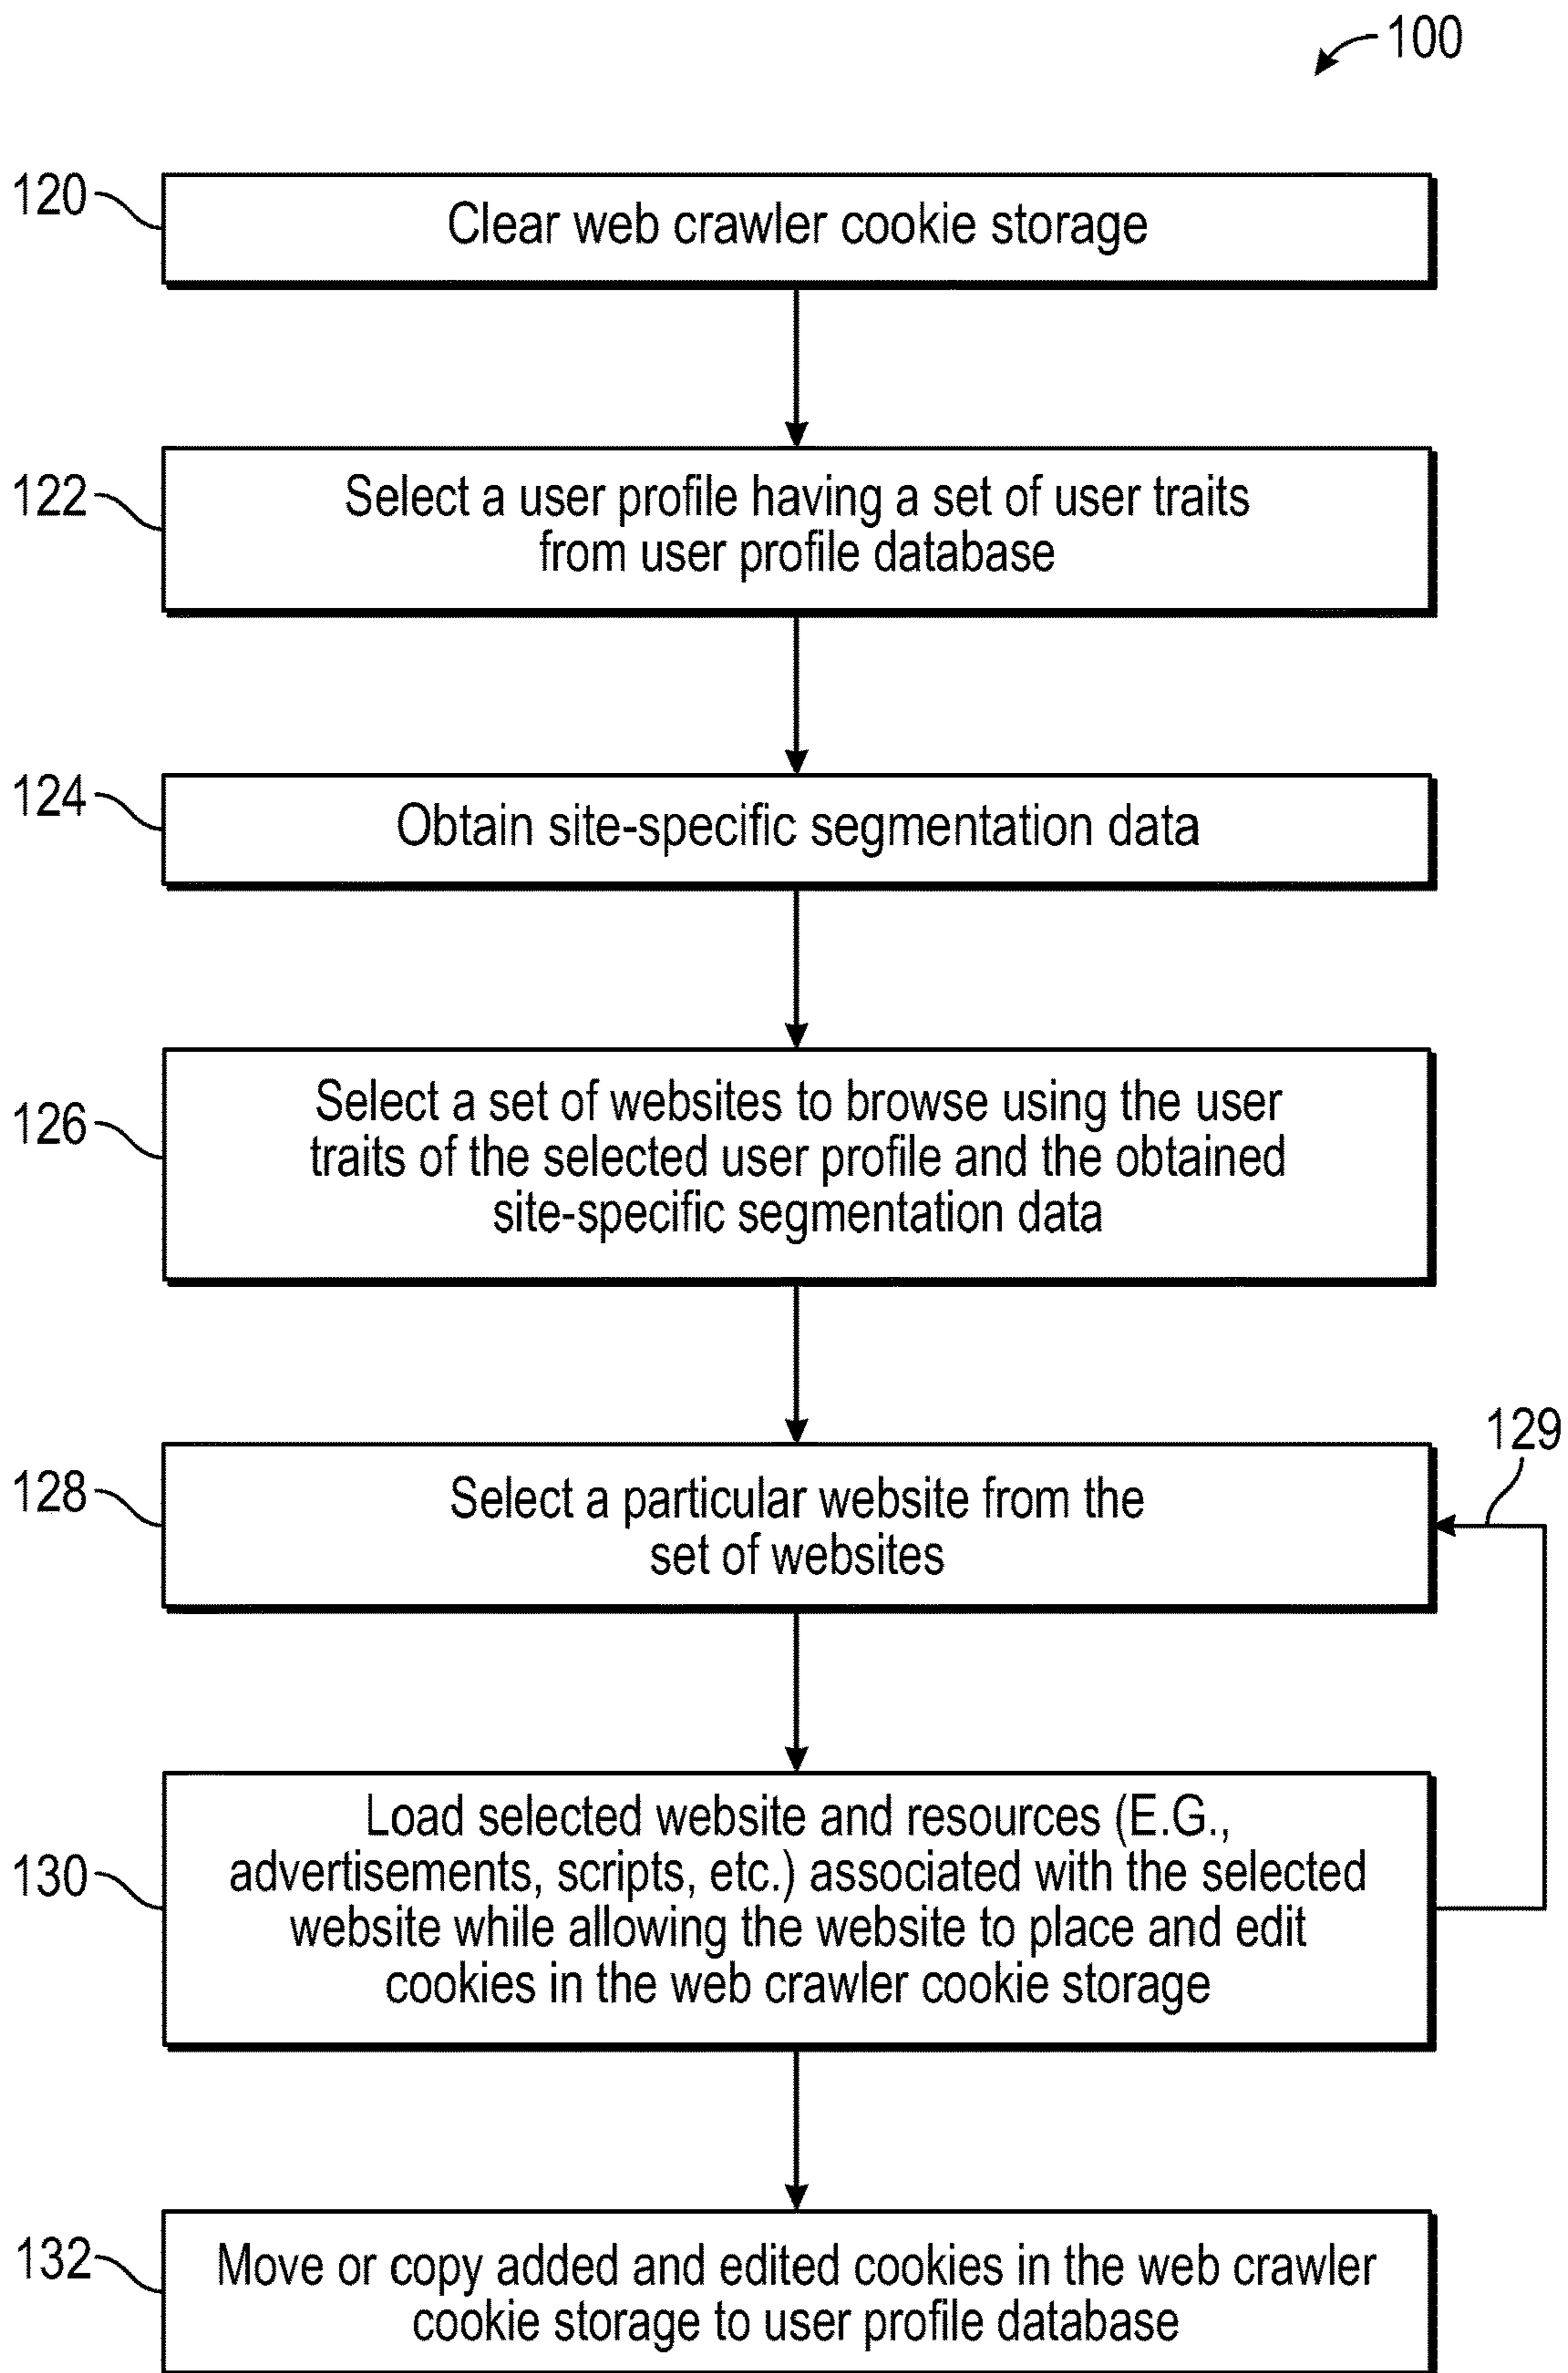 100
120
Clear web crawler cookie storage
122
Select a user profile having a set of user traits
from user profile database
124
Obtain site-specific segmentation data
126
Select a set of websites to browse using the user
traits of the selected user profile and the obtained
site-specific segmentation data
129
128
Select a particular website from the
set of websites
130
Load selected website and resources (E.G.,
advertisements, scripts, etc.) associated with the selected
website while allowing the website to place and edit
cookies in the web crawler cookie storage
132
Move or copy added and edited cookies in the web crawler
cookie storage to user profile database